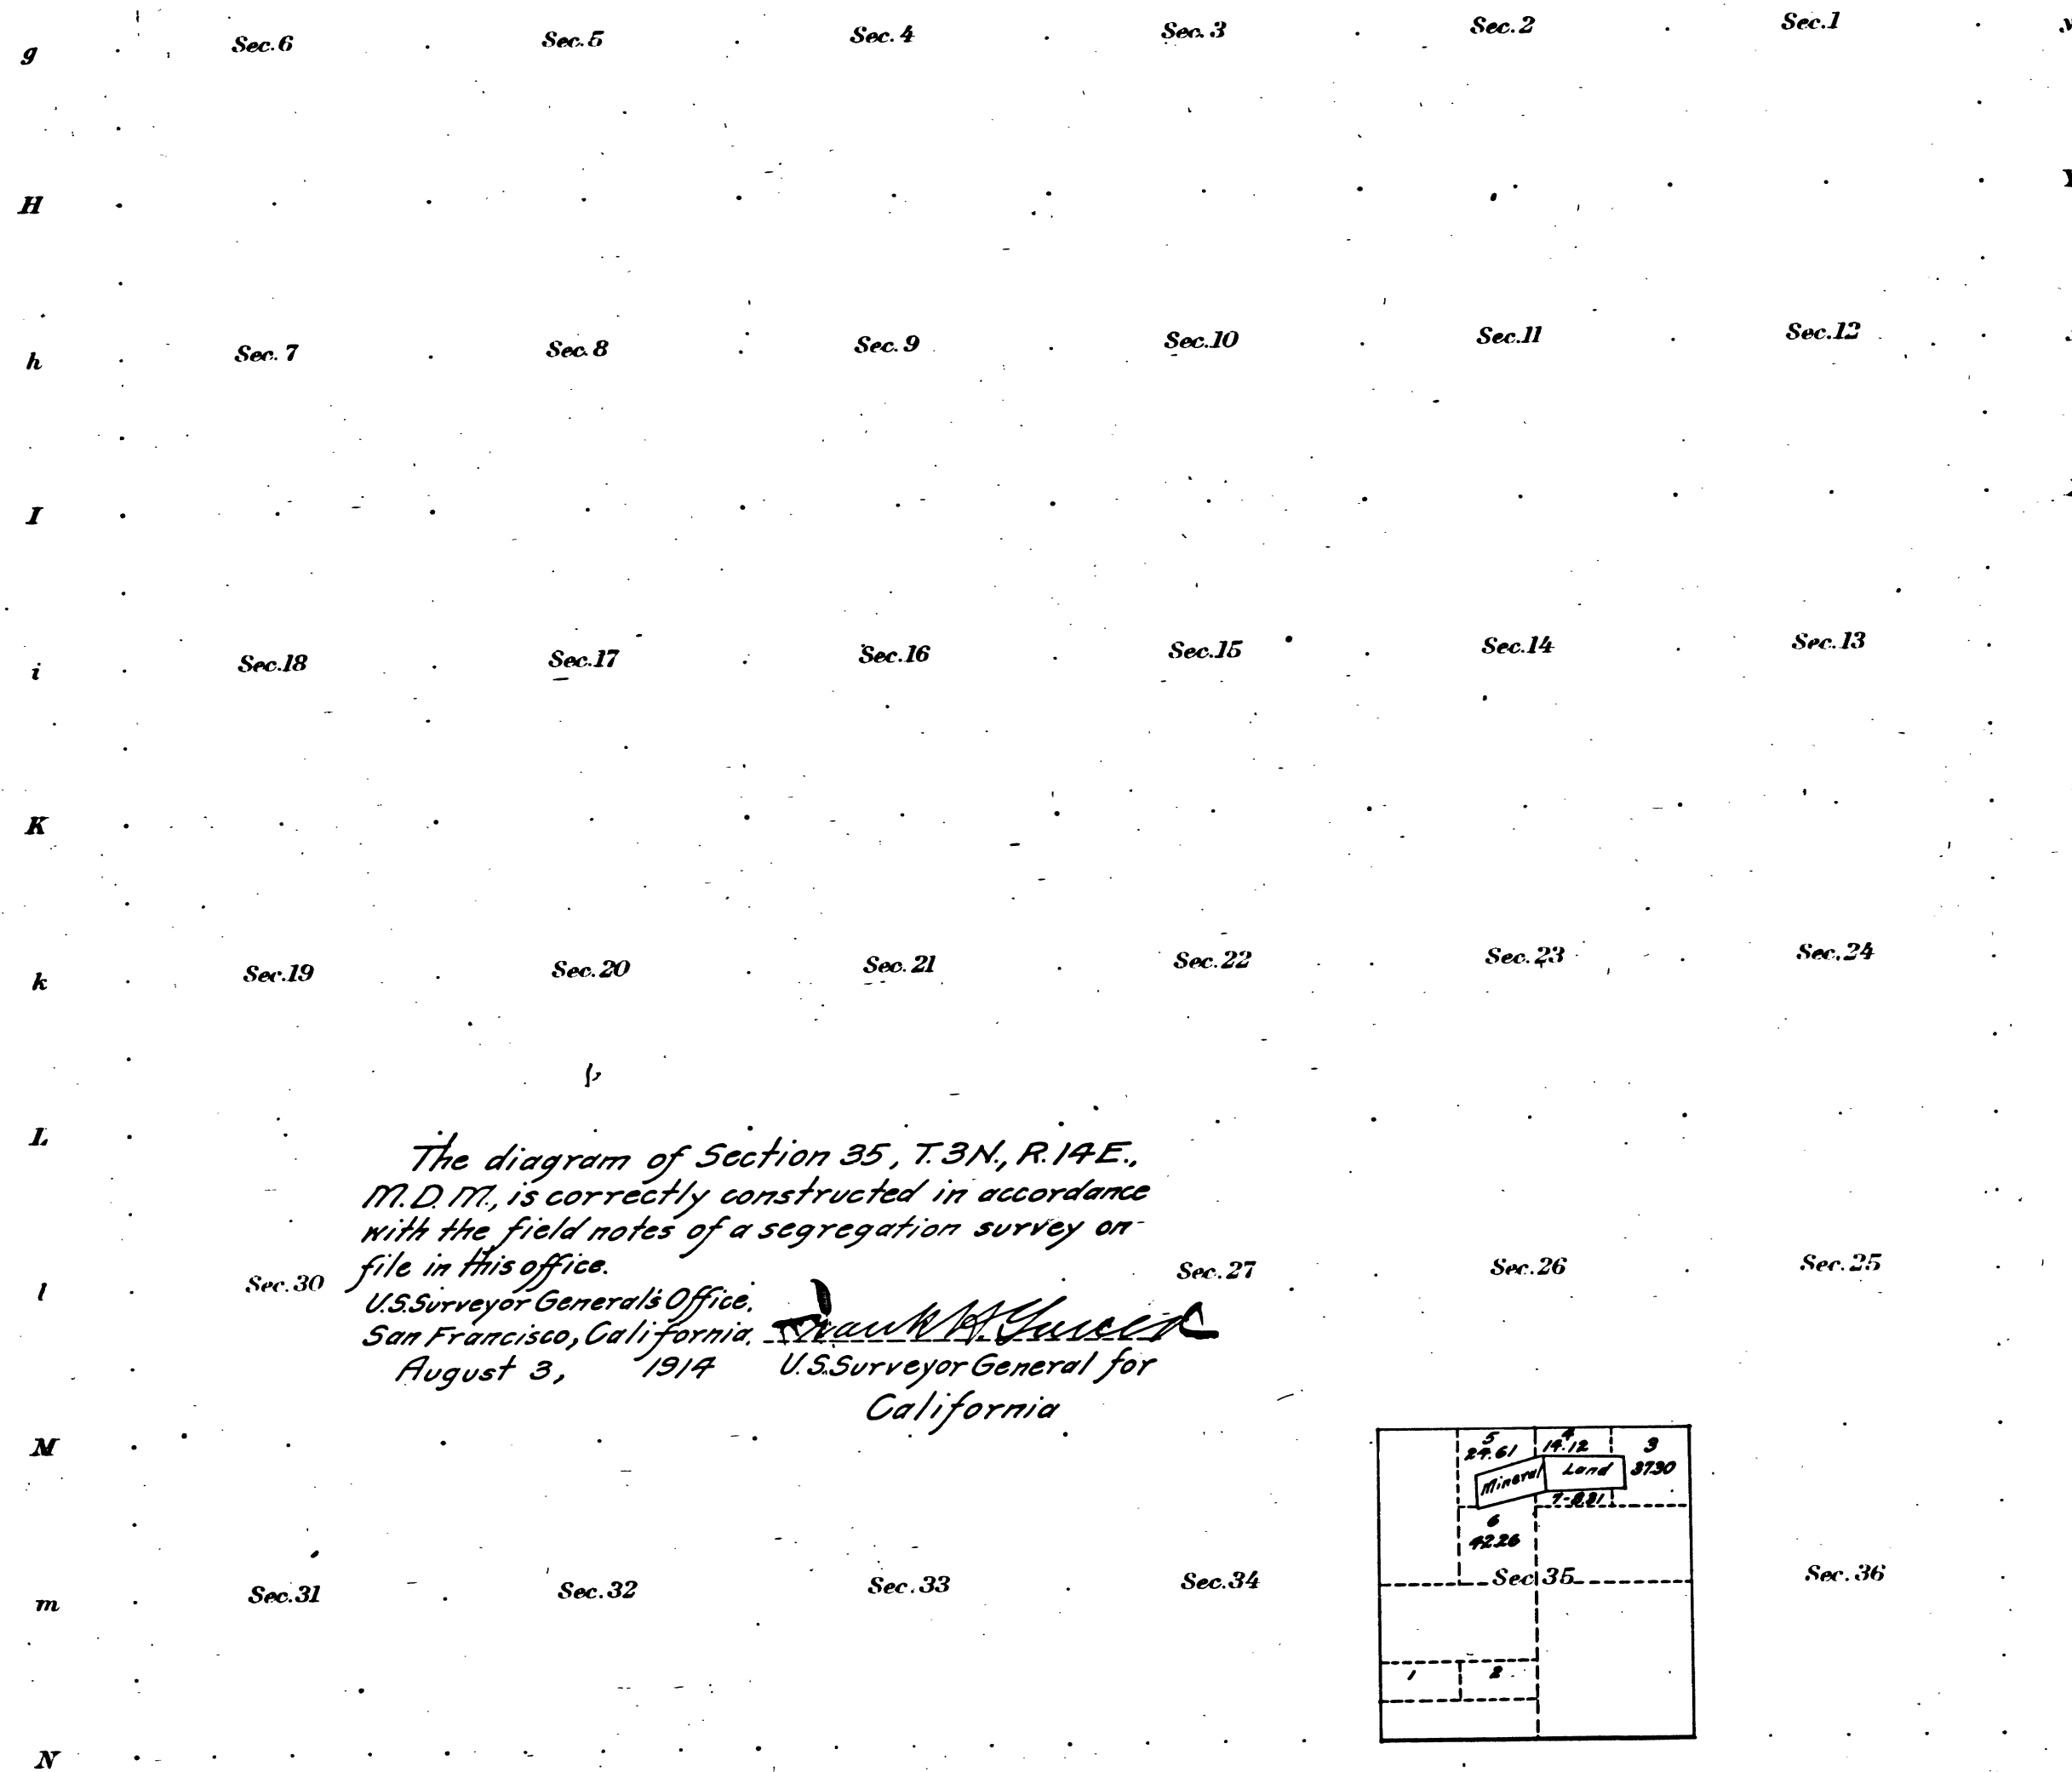 g Sec. 6 Sec. 5 Sec. 4 Sec. 3 Sec. 2 Sec. 1
H
h Sec. 7 Sec. 8 Sec. 9 Sec. 10 Sec. 11 Sec. 12
I
i Sec. 18 Sec. 17 Sec. 16 Sec. 15 Sec. 14 Sec. 13
K
k Sec. 19 Sec. 20 Sec. 21 Sec. 22 Sec. 23 Sec. 24
L
The diagram of Section 35, T. 3 N., R. 14 E.,
M. D. M., is correctly constructed in accordance
with the field notes of a segregation survey on
file in this office.
l Sec. 30 Sec. 27 Sec. 26 Sec. 25
U.S. Surveyor General's Office,
San Francisco, California.
August 3, 1914 U.S. Surveyor General for
California
M
5 4 3
24.61 14.12 37.30
Mineral Land
6
42.26
m Sec. 31 Sec. 32 Sec. 33 Sec. 34 Sec 35 Sec. 36
1 2
N